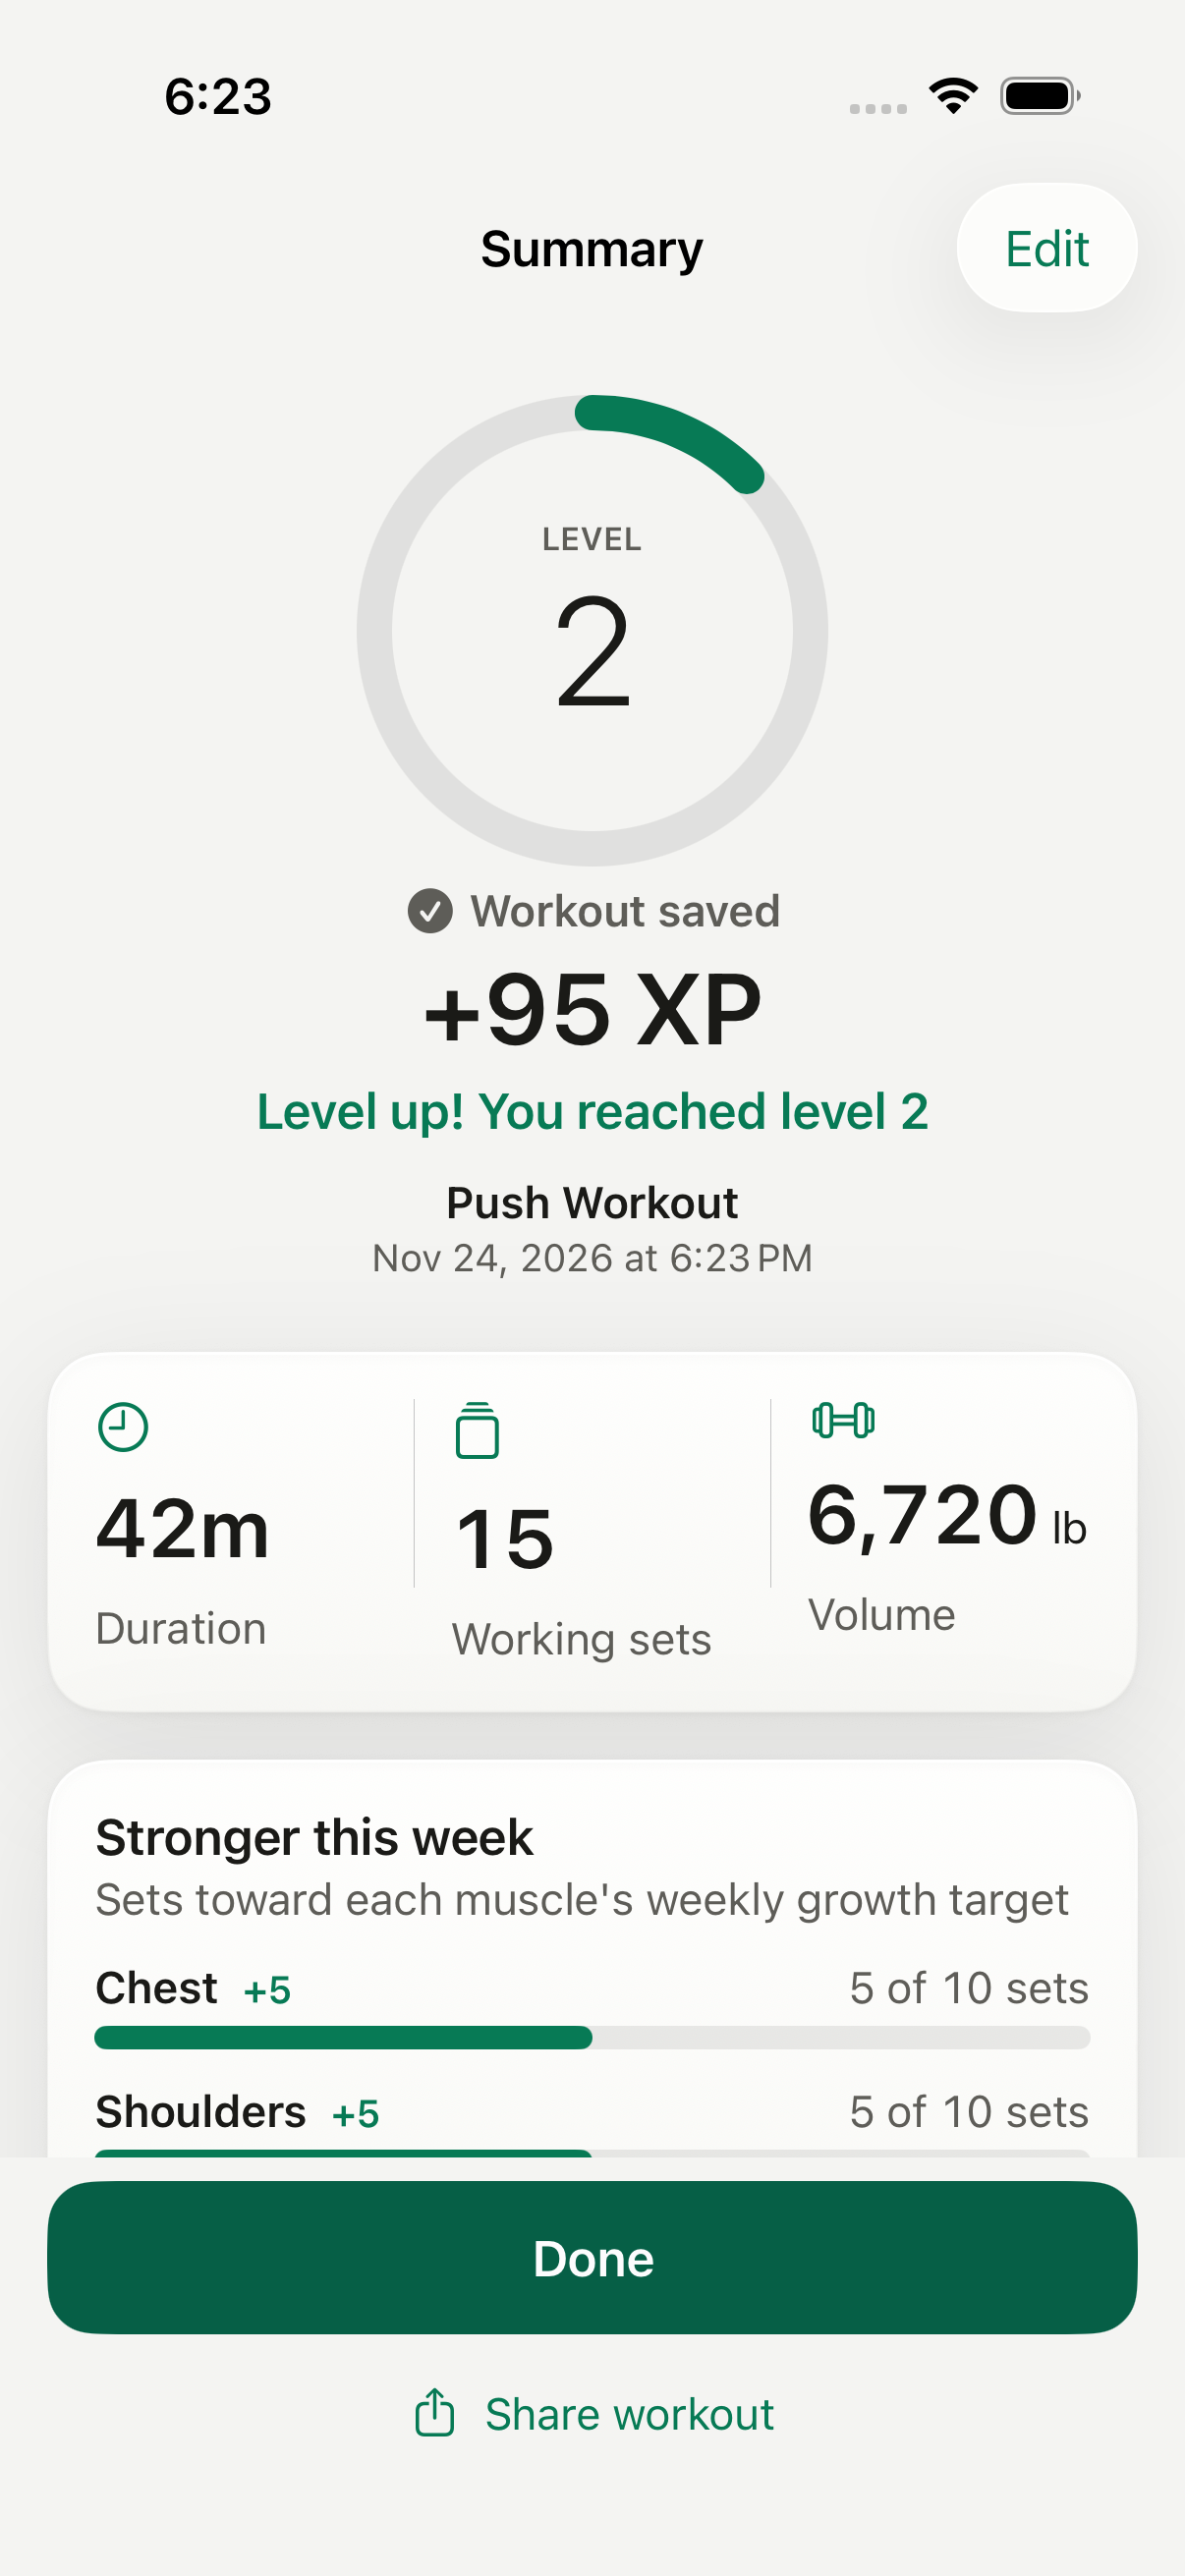 6:23
Summary
Edit
LEVEL
2
Workout saved
+95 XP
Level up! You reached level 2
Push Workout
Nov 24, 2026 at 6:23 PM
42m
Duration
15
Working sets
6,720 lb
Volume
Stronger this week
Sets toward each muscle's weekly growth target
Chest +5
5 of 10 sets
Shoulders +5
5 of 10 sets
Done
Share workout